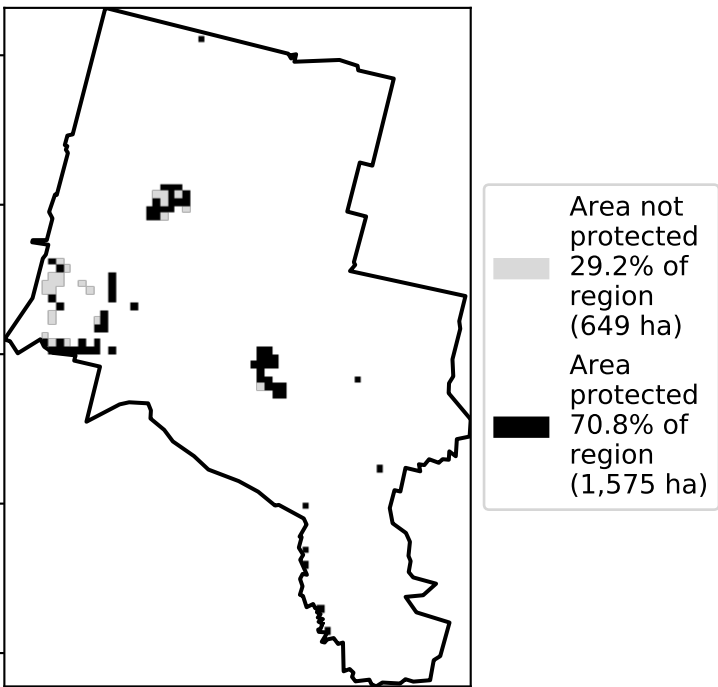 Area not
protected
29.2% of
region
(649 ha)
Area
protected
70.8% of
region
(1,575 ha)